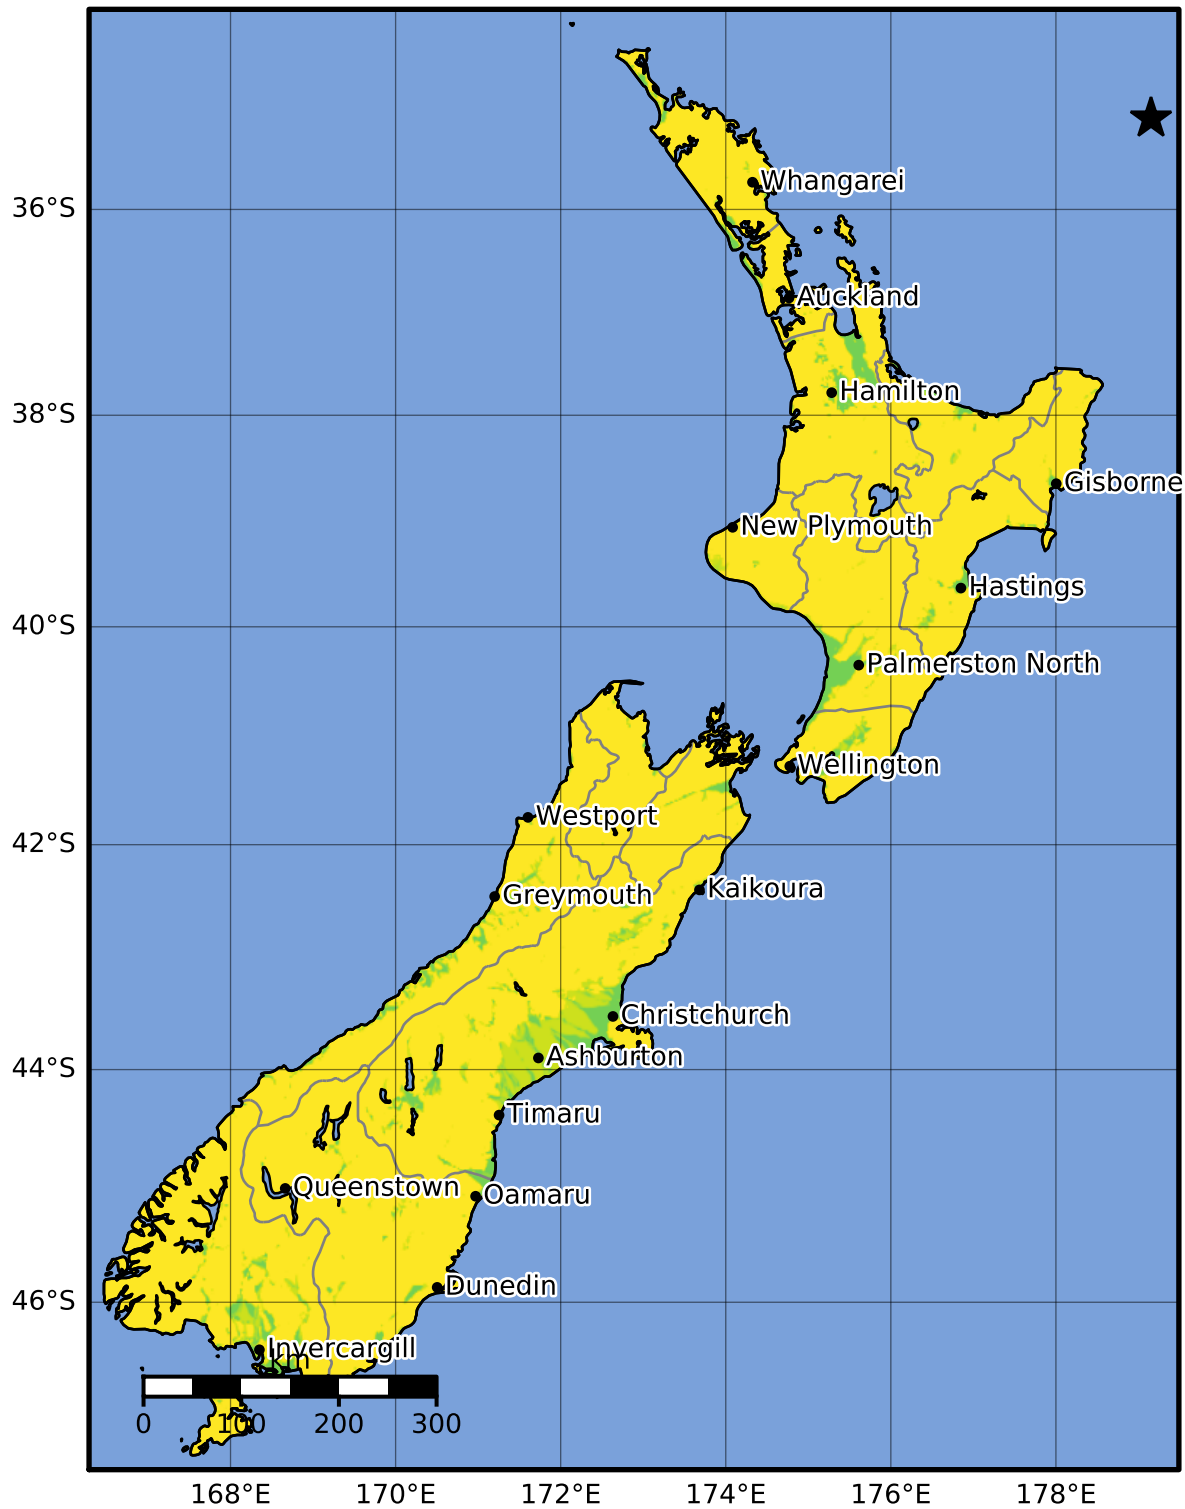 Whangarei
36°S
Auckland
Hamilton
38°S
Gisborne
New Plymouth
Hastings
40°S
Palmerston North
Wellington
Westport
42°S
Kaikoura
Greymouth
Christchurch
Ashburton
44°S
Timaru
Queenstown
Oamaru
Dunedin
46°S
Invercargill
km
0 100 200 300
168°E 170°E 172°E 174°E 176°E 178°E